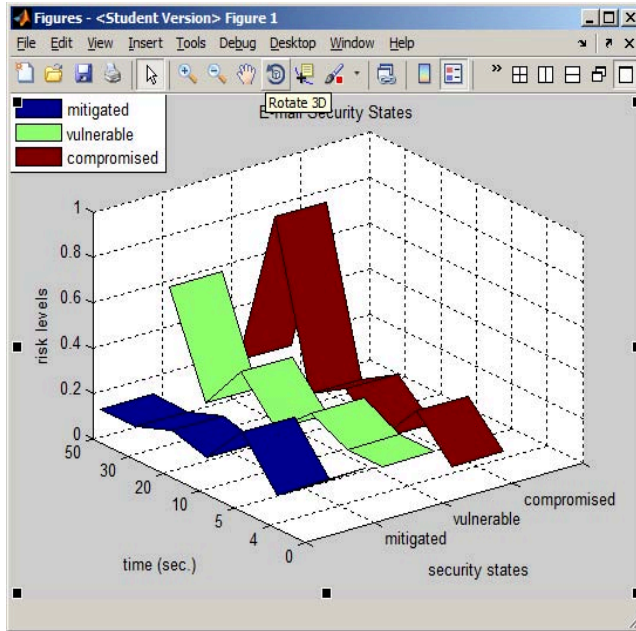 Figures - <Student Version> Figure 1
File Edit View Insert Tools Debug Desktop Window Help
Rotate 3D
E-mail Security States
mitigated
vulnerable
compromised
1
0.8
0.6
0.4
0.2
0
risk levels
50
30
20
10
5
4
0
time (sec.)
mitigated
vulnerable
compromised
security states